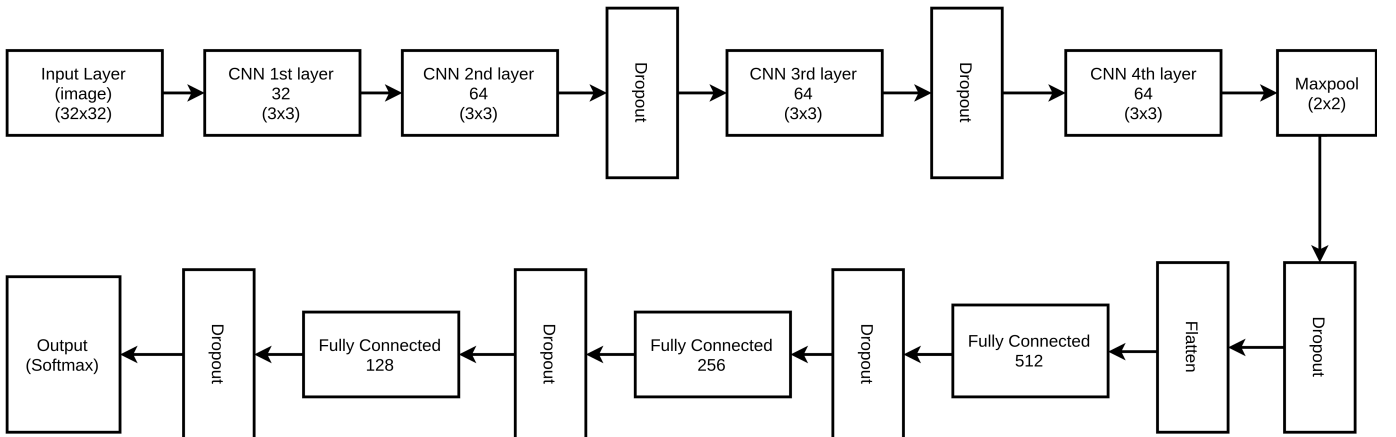 Input Layer
(image)
(32x32)
CNN 1st layer
32
(3x3)
CNN 2nd layer
64
(3x3)
Dropout
CNN 3rd layer
64
(3x3)
Dropout
CNN 4th layer
64
(3x3)
Maxpool
(2x2)
Dropout
Flatten
Fully Connected
512
Dropout
Fully Connected
256
Dropout
Fully Connected
128
Dropout
Output
(Softmax)